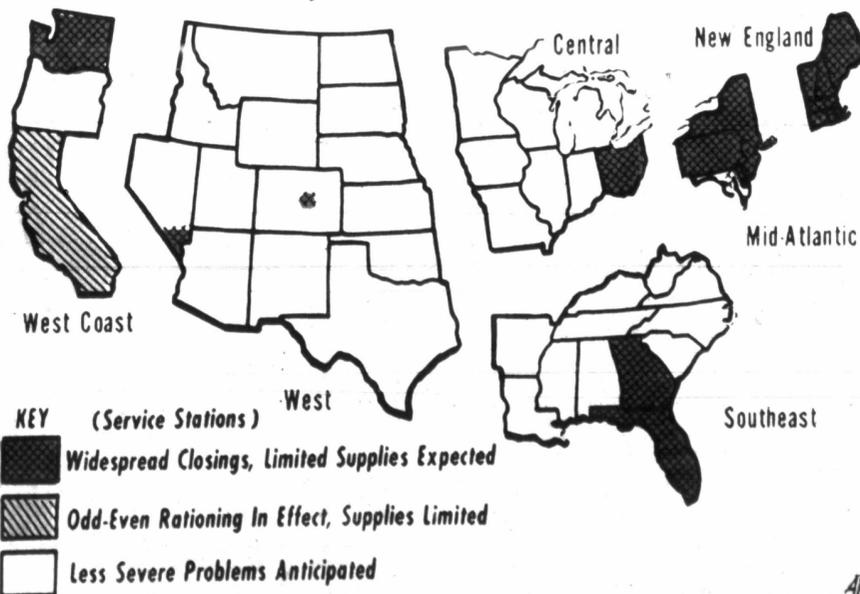 Central
New England
Mid-Atlantic
West Coast
West
Southeast
KEY (Service Stations)
Widespread Closings, Limited Supplies Expected
Odd-Even Rationing In Effect, Supplies Limited
Less Severe Problems Anticipated